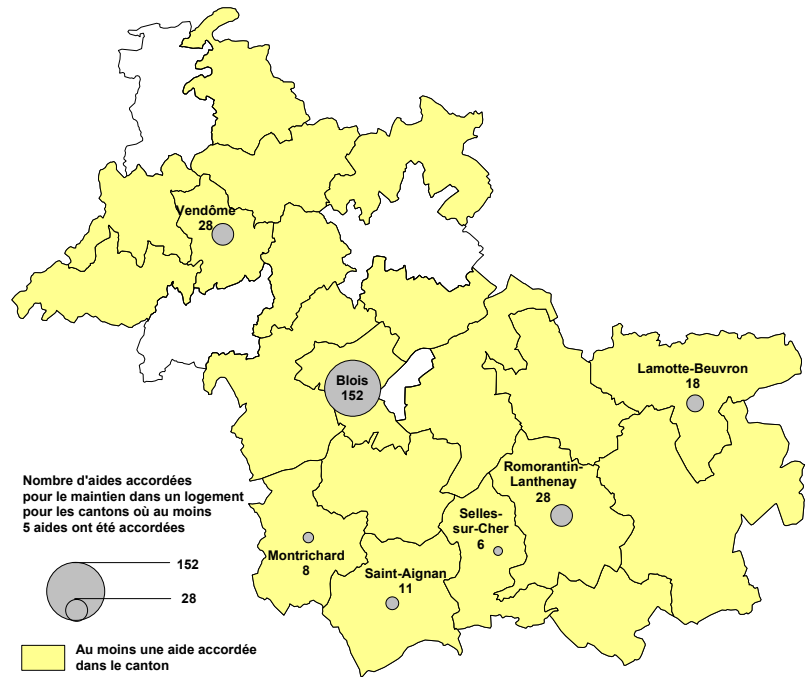 Vendôme
28
Blois
152
Lamotte-Beuvron
18
Romorantin-
Lanthenay
28
Selles-
sur-Cher
6
Montrichard
8
Saint-Aignan
11
Nombre d'aides accordées
pour le maintien dans un logement
pour les cantons où au moins
5 aides ont été accordées
152
28
Au moins une aide accordée
dans le canton